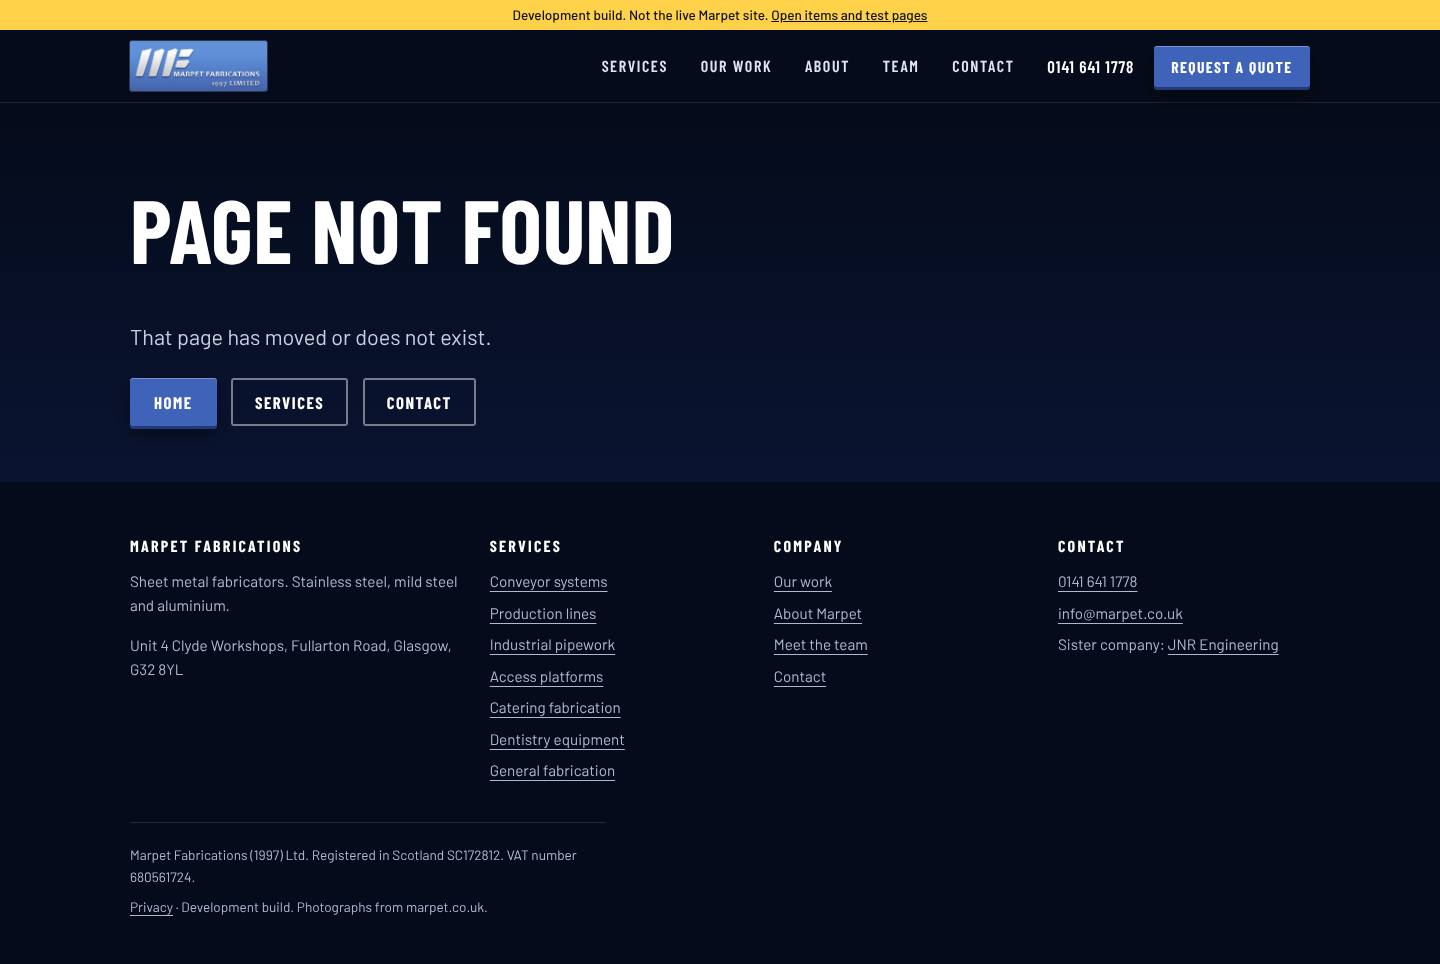 Development build. Not the live Marpet site. Open items and test pages
MF MARPET FABRICATIONS
1997 LIMITED
SERVICES
OUR WORK
ABOUT
TEAM
CONTACT
0141 641 1778
REQUEST A QUOTE
PAGE NOT FOUND
That page has moved or does not exist.
HOME
SERVICES
CONTACT
MARPET FABRICATIONS
Sheet metal fabricators. Stainless steel, mild steel
and aluminium.
Unit 4 Clyde Workshops, Fullarton Road, Glasgow,
G32 8YL
SERVICES
Conveyor systems
Production lines
Industrial pipework
Access platforms
Catering fabrication
Dentistry equipment
General fabrication
COMPANY
Our work
About Marpet
Meet the team
Contact
CONTACT
0141 641 1778
info@marpet.co.uk
Sister company: JNR Engineering
Marpet Fabrications (1997) Ltd. Registered in Scotland SC172812. VAT number
680561724.
Privacy · Development build. Photographs from marpet.co.uk.